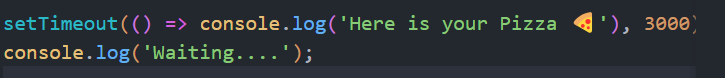 setTimeout(() => console.log('Here is your Pizza 🍕'), 3000)
console.log('Waiting....');